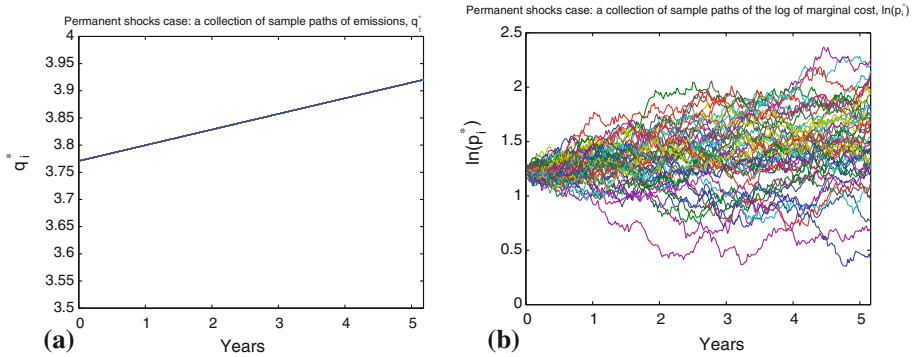 Permanent shocks case: a collection of sample paths of emissions, q*t
4
3.95
3.9
3.85
3.8
3.75
3.7
3.65
3.6
3.55
3.5
q*i
0 1 2 3 4 5
Years
(a)
Permanent shocks case: a collection of sample paths of the log of marginal cost, ln(p*i)
2.5
2
1.5
1
0.5
0
ln(p*i)
0 1 2 3 4 5
Years
(b)